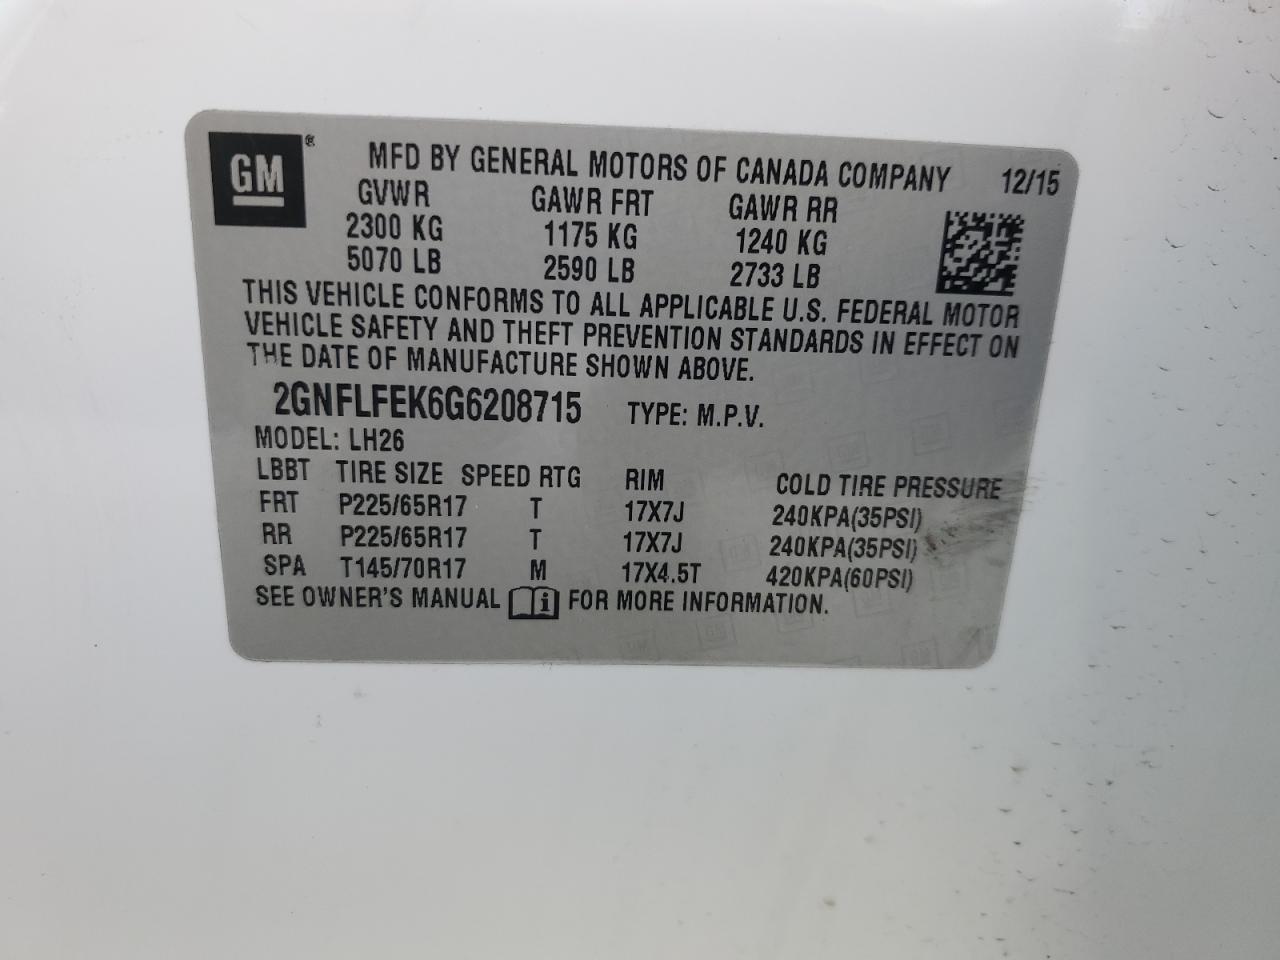 GM ® MFD BY GENERAL MOTORS OF CANADA COMPANY 12/15
GVWR GAWR FRT GAWR RR
2300 KG 1175 KG 1240 KG
5070 LB 2590 LB 2733 LB
THIS VEHICLE CONFORMS TO ALL APPLICABLE U.S. FEDERAL MOTOR
VEHICLE SAFETY AND THEFT PREVENTION STANDARDS IN EFFECT ON
THE DATE OF MANUFACTURE SHOWN ABOVE.
2GNFLFEK6G6208715 TYPE: M.P.V.
MODEL: LH26
LBBT TIRE SIZE SPEED RTG RIM COLD TIRE PRESSURE
FRT P225/65R17 T 17X7J 240KPA(35PSI)
RR P225/65R17 T 17X7J 240KPA(35PSI)
SPA T145/70R17 M 17X4.5T 420KPA(60PSI)
SEE OWNER'S MANUAL i FOR MORE INFORMATION.